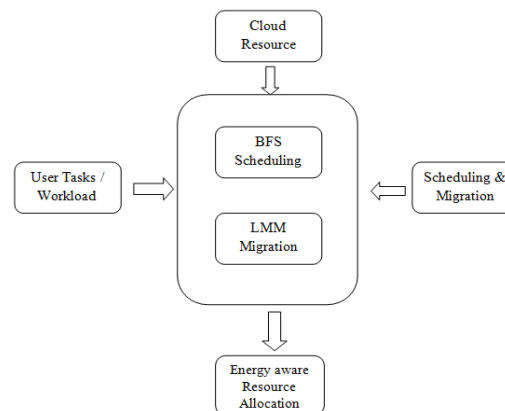 Cloud
Resource
BFS
Scheduling
User Tasks /
Workload
Scheduling &
Migration
LMM
Migration
Energy aware
Resource
Allocation